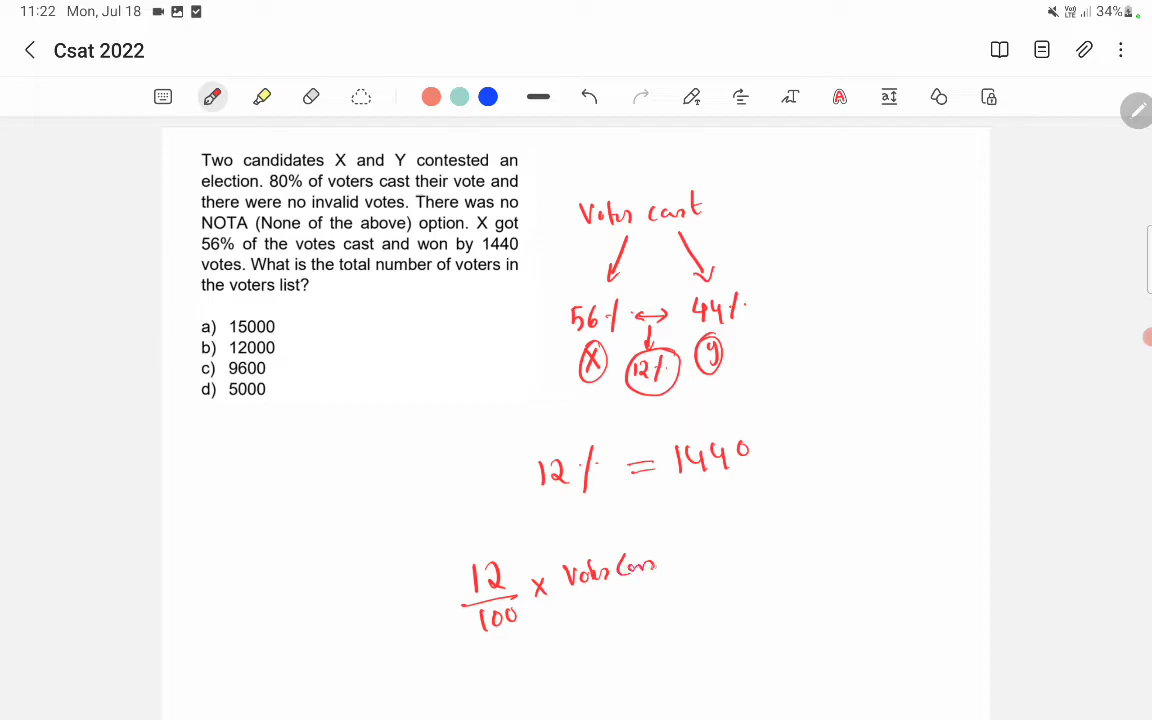 11:22 Mon, Jul 18
34%
Csat 2022
Two candidates X and Y contested an
election. 80% of voters cast their vote and
there were no invalid votes. There was no
NOTA (None of the above) option. X got
56% of the votes cast and won by 1440
votes. What is the total number of voters in
the voters list?
a) 15000
b) 12000
c) 9600
d) 5000
Votes cast
56% 44%
X 12% y
12% = 1440
12/100 x Votes Cas